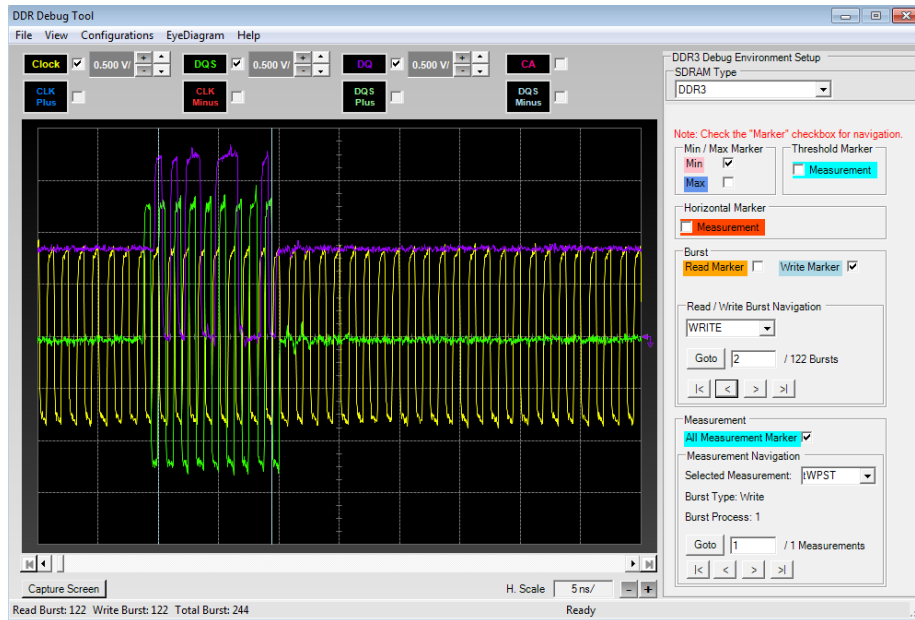 DDR Debug Tool
File View Configurations EyeDiagram Help
Clock 0.500 V/ + - DQS 0.500 V/ + - DQ 0.500 V/ + - CA
CLK Plus CLK Minus DQS Plus DQS Minus
DDR3 Debug Environment Setup
SDRAM Type
DDR3
Note: Check the "Marker" checkbox for navigation.
Min / Max Marker Threshold Marker
Min Measurement
Max
Horizontal Marker
Measurement
Burst
Read Marker Write Marker
Read / Write Burst Navigation
WRITE
Goto 2 / 122 Bursts
|< < > >|
Measurement
All Measurement Marker
Measurement Navigation
Selected Measurement: tWPST
Burst Type: Write
Burst Process: 1
Goto 1 / 1 Measurements
|< < > >|
Capture Screen H. Scale 5 ns/ - +
Read Burst: 122 Write Burst: 122 Total Burst: 244 Ready